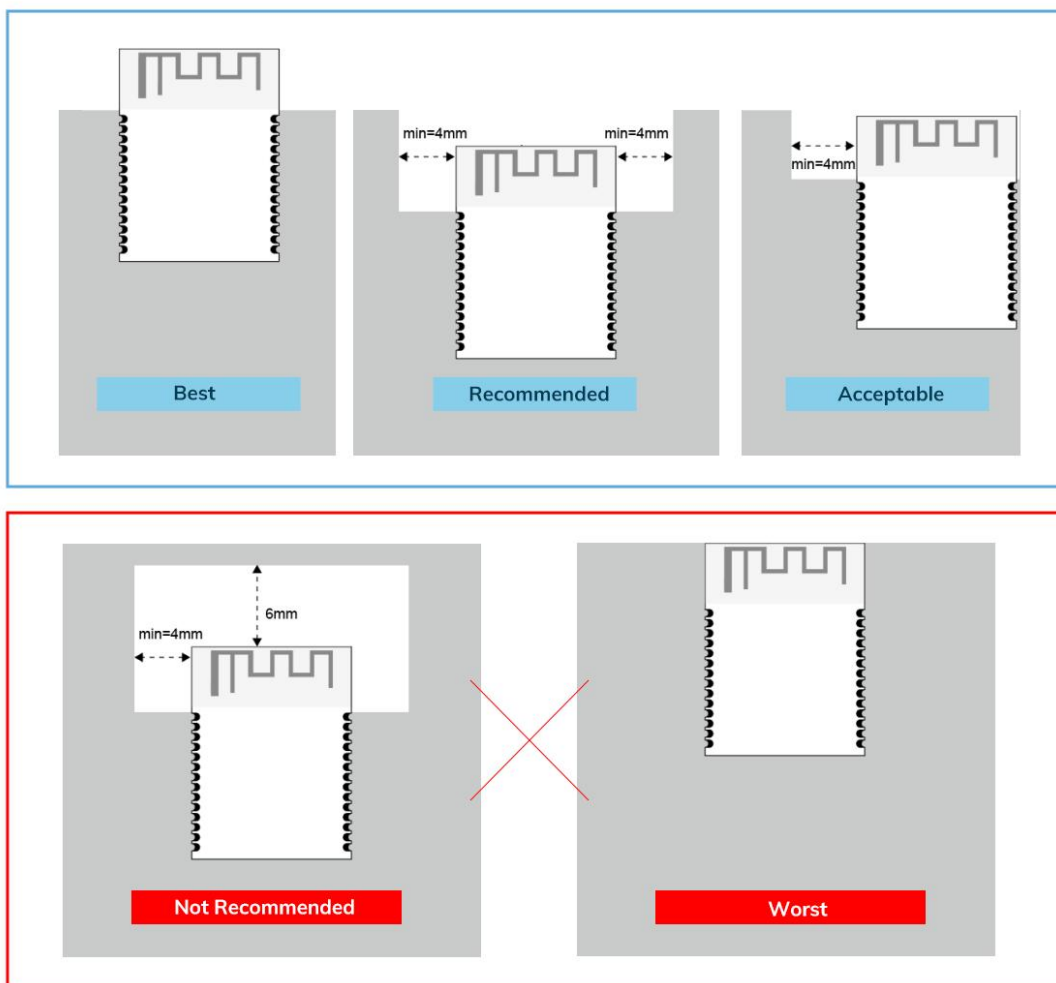 min=4mm
min=4mm
min=4mm
Best
Recommended
Acceptable
6mm
min=4mm
Not Recommended
Worst